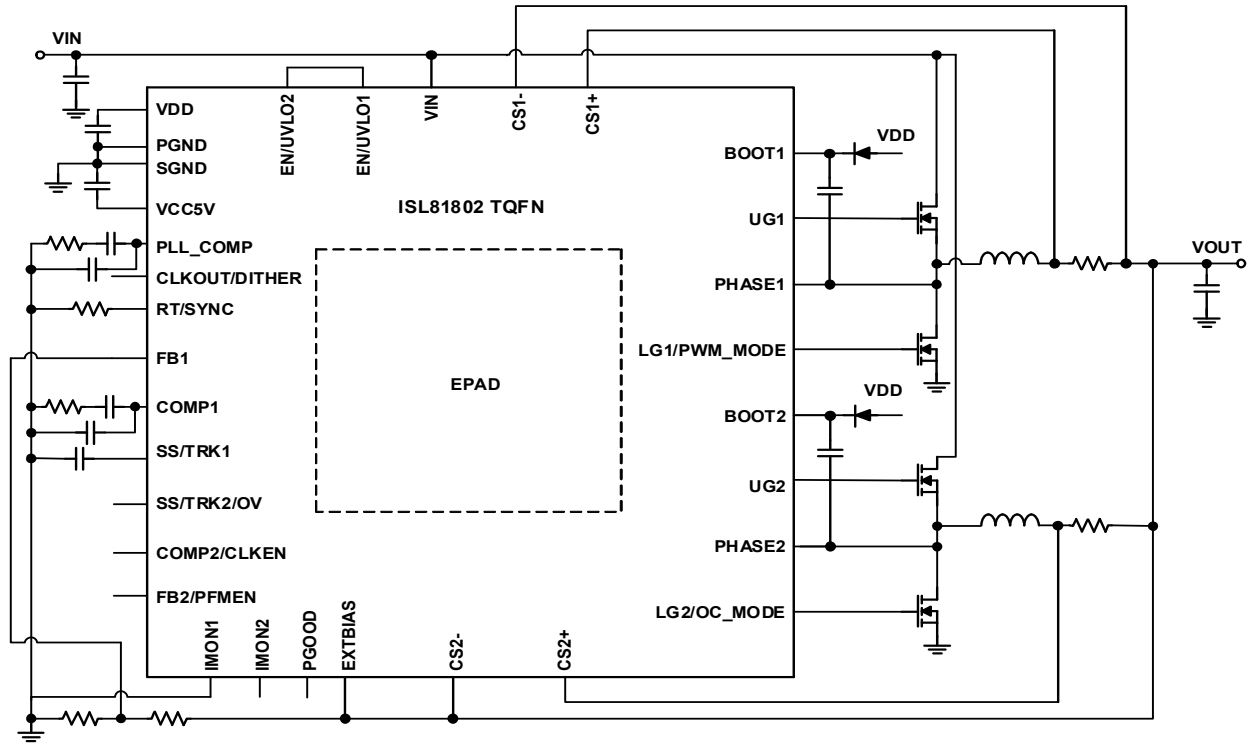 VIN
VDD
PGND
SGND
VCC5V
PLL_COMP
CLKOUT/DITHER
RT/SYNC
FB1
COMP1
SS/TRK1
SS/TRK2/OV
COMP2/CLKEN
FB2/PFMEN
EN/UVLO2
EN/UVLO1
VIN
CS1-
CS1+
ISL81802 TQFN
EPAD
BOOT1
VDD
UG1
PHASE1
LG1/PWM_MODE
BOOT2
VDD
UG2
PHASE2
LG2/OC_MODE
VOUT
IMON1
IMON2
PGOOD
EXTBIAS
CS2-
CS2+